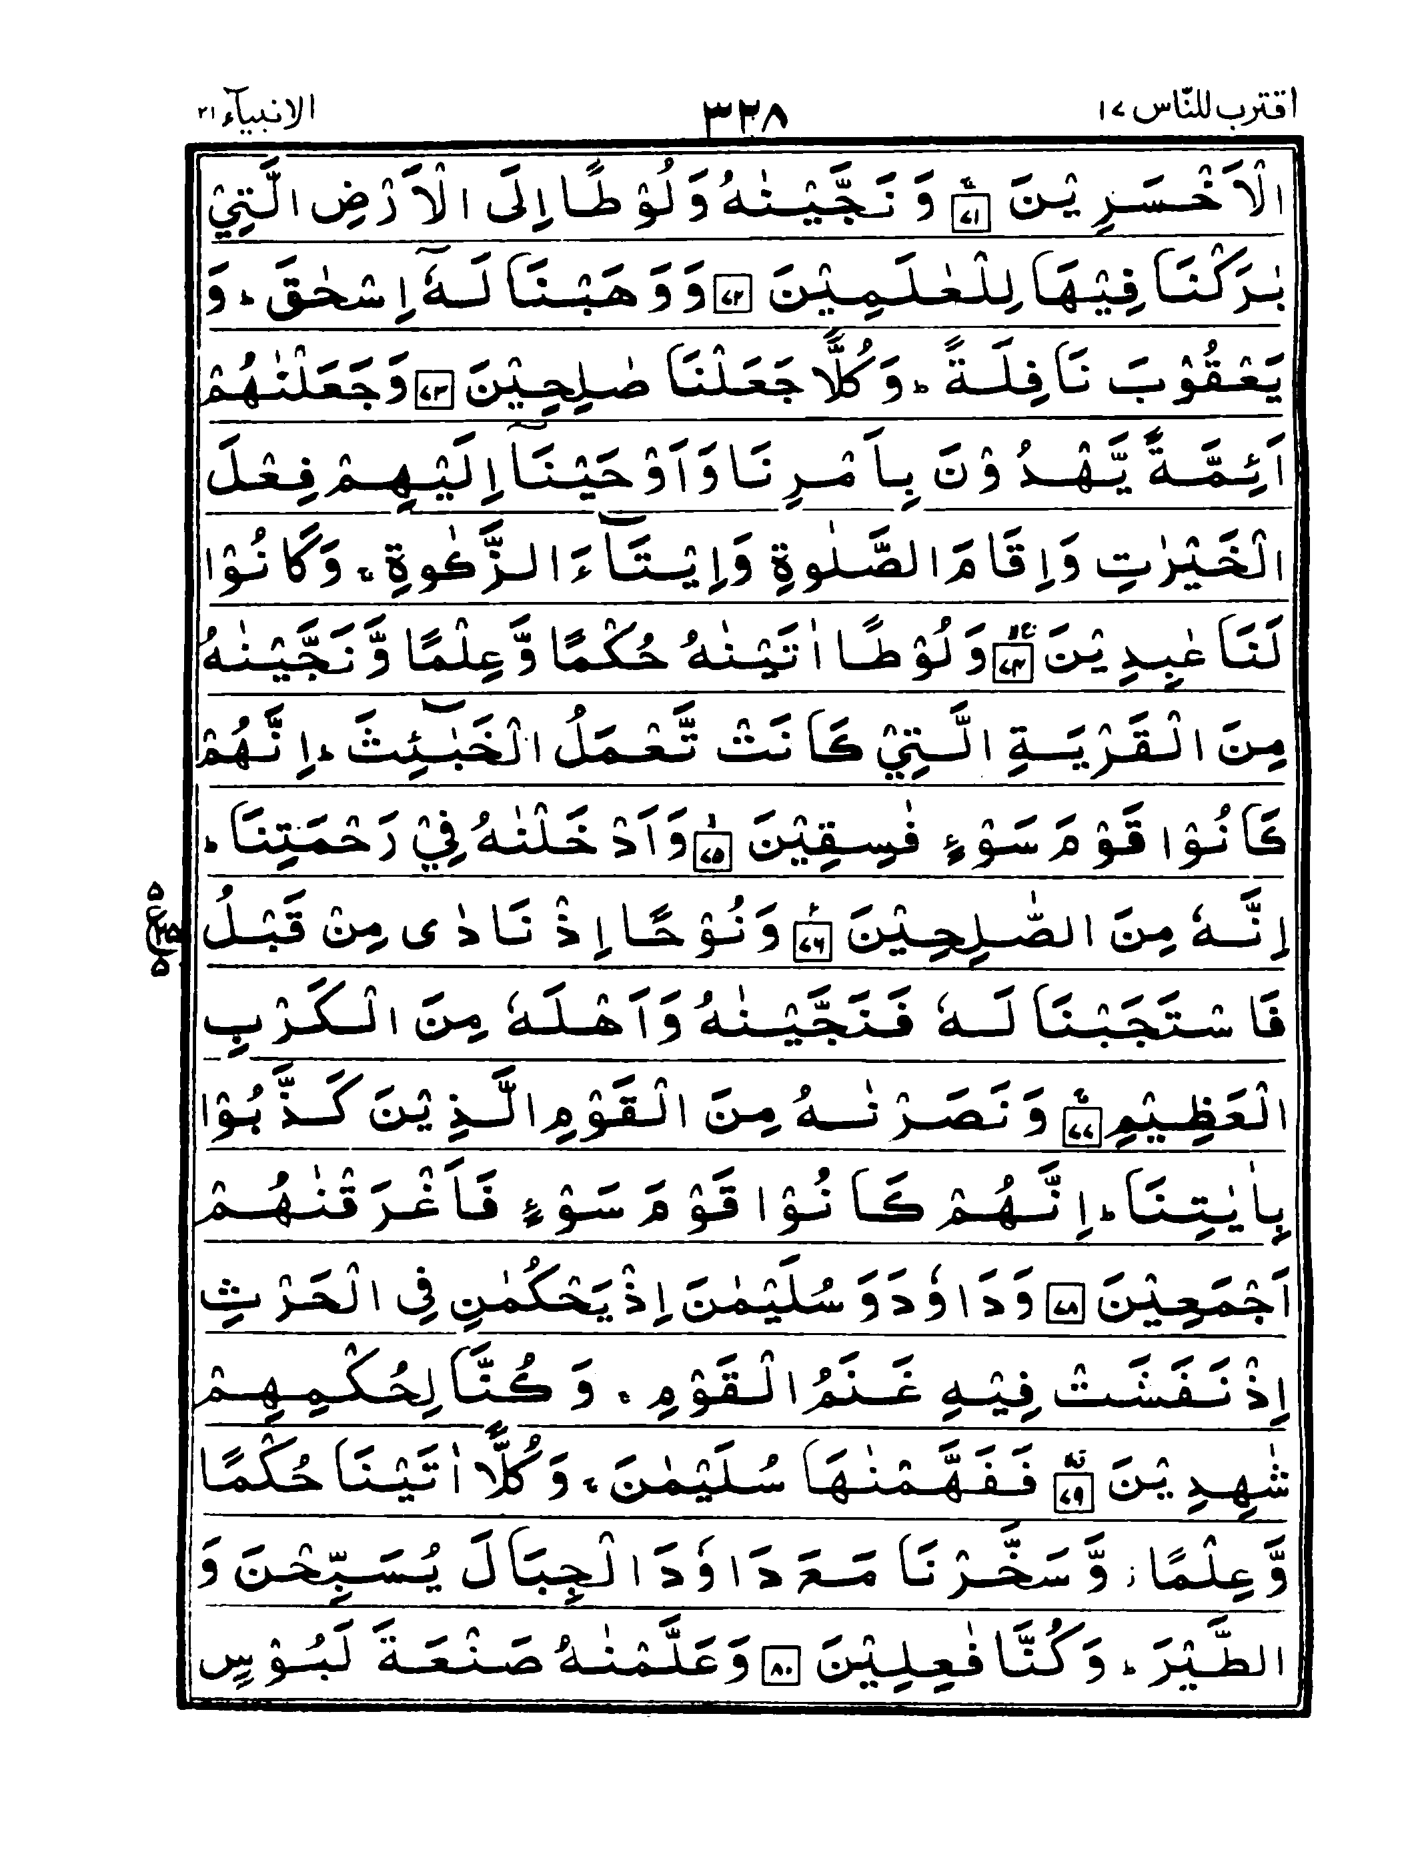 اقترب للنّاس ١٧ ٣٢٨ الانبيآء ٢١
الْاَخْسَرِيْنَ ۚ ﴿٧١﴾ وَنَجَّيْنٰهُ وَلُوْطًا اِلَى الْاَرْضِ الَّتِيْ
بٰرَكْنَا فِيْهَا لِلْعٰلَمِيْنَ ﴿٧٢﴾ وَوَهَبْنَا لَهٗۤ اِسْحٰقَ ؕ وَ
يَعْقُوْبَ نَافِلَةً ؕ وَكُلًّا جَعَلْنَا صٰلِحِيْنَ ﴿٧٣﴾ وَجَعَلْنٰهُمْ
اَئِمَّةً يَّهْدُوْنَ بِاَمْرِنَا وَاَوْحَيْنَاۤ اِلَيْهِمْ فِعْلَ
الْخَيْرٰتِ وَاِقَامَ الصَّلٰوةِ وَاِيْتَآءَ الزَّكٰوةِ ۚ وَكَانُوْا
لَنَا عٰبِدِيْنَ ۚۙ ﴿٧٤﴾ وَلُوْطًا اٰتَيْنٰهُ حُكْمًا وَّعِلْمًا وَّنَجَّيْنٰهُ
مِنَ الْقَرْيَةِ الَّتِيْ كَانَتْ تَّعْمَلُ الْخَبٰٓئِثَ ؕ اِنَّهُمْ
كَانُوْا قَوْمَ سَوْءٍ فٰسِقِيْنَ ۙ ﴿٧٥﴾ وَاَدْخَلْنٰهُ فِيْ رَحْمَتِنَا ؕ
اِنَّهٗ مِنَ الصّٰلِحِيْنَ ؑ ﴿٧٦﴾ وَنُوْحًا اِذْ نَادٰى مِنْ قَبْلُ
فَاسْتَجَبْنَا لَهٗ فَنَجَّيْنٰهُ وَاَهْلَهٗ مِنَ الْكَرْبِ
الْعَظِيْمِ ۚ ﴿٧٧﴾ وَنَصَرْنٰهُ مِنَ الْقَوْمِ الَّذِيْنَ كَذَّبُوْا
بِاٰيٰتِنَا ؕ اِنَّهُمْ كَانُوْا قَوْمَ سَوْءٍ فَاَغْرَقْنٰهُمْ
اَجْمَعِيْنَ ﴿٧٨﴾ وَدَاوٗدَ وَسُلَيْمٰنَ اِذْ يَحْكُمٰنِ فِى الْحَرْثِ
اِذْ نَفَشَتْ فِيْهِ غَنَمُ الْقَوْمِ ۚ وَكُنَّا لِحُكْمِهِمْ
شٰهِدِيْنَ ۗۙ ﴿٧٩﴾ فَفَهَّمْنٰهَا سُلَيْمٰنَ ۚ وَكُلًّا اٰتَيْنَا حُكْمًا
وَّعِلْمًا ؗ وَّسَخَّرْنَا مَعَ دَاوٗدَ الْجِبَالَ يُسَبِّحْنَ وَ
الطَّيْرَ ؕ وَكُنَّا فٰعِلِيْنَ ﴿٨٠﴾ وَعَلَّمْنٰهُ صَنْعَةَ لَبُوْسٍ